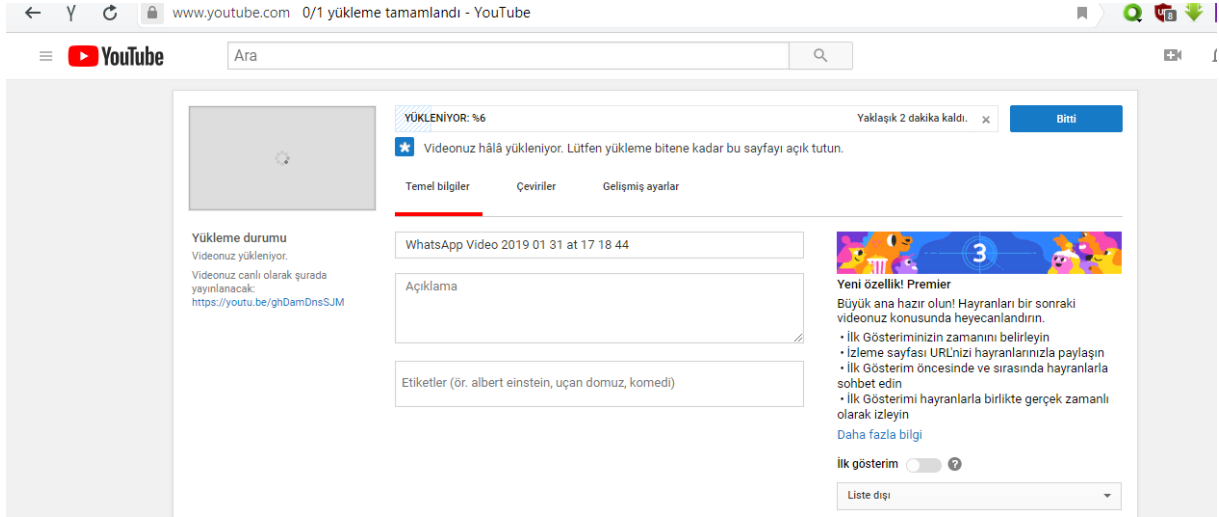 www.youtube.com 0/1 yükleme tamamlandı - YouTube
8
YouTube
Ara
YÜKLENİYOR: %6
Yaklaşık 2 dakika kaldı.
Bitti
Videonuz hâlâ yükleniyor. Lütfen yükleme bitene kadar bu sayfayı açık tutun.
Temel bilgiler Çeviriler Gelişmiş ayarlar
Yükleme durumu
Videonuz yükleniyor.
Videonuz canlı olarak şurada
yayınlanacak:
https://youtu.be/ghDamDnsSJM
WhatsApp Video 2019 01 31 at 17 18 44
Açıklama
Etiketler (ör. albert einstein, uçan domuz, komedi)
3
Yeni özellik! Premier
Büyük ana hazır olun! Hayranları bir sonraki
videonuz konusunda heyecanlandırın.
• İlk Gösteriminizin zamanını belirleyin
• İzleme sayfası URL'nizi hayranlarınızla paylaşın
• İlk Gösterim öncesinde ve sırasında hayranlarla
sohbet edin
• İlk Gösterimi hayranlarla birlikte gerçek zamanlı
olarak izleyin
Daha fazla bilgi
İlk gösterim
Liste dışı